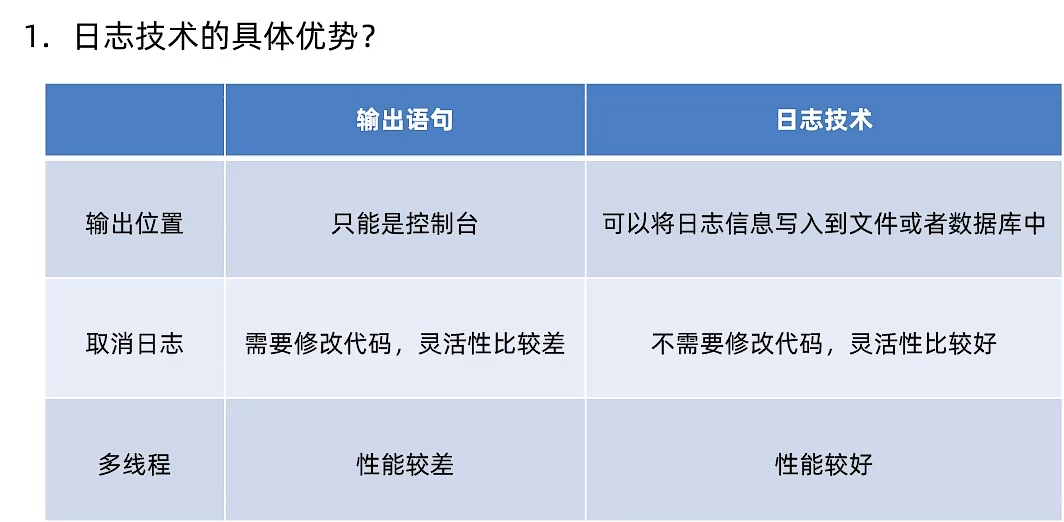 1. 日志技术的具体优势?
输出语句 日志技术
输出位置 只能是控制台 可以将日志信息写入到文件或者数据库中
取消日志 需要修改代码，灵活性比较差 不需要修改代码，灵活性比较好
多线程 性能较差 性能较好